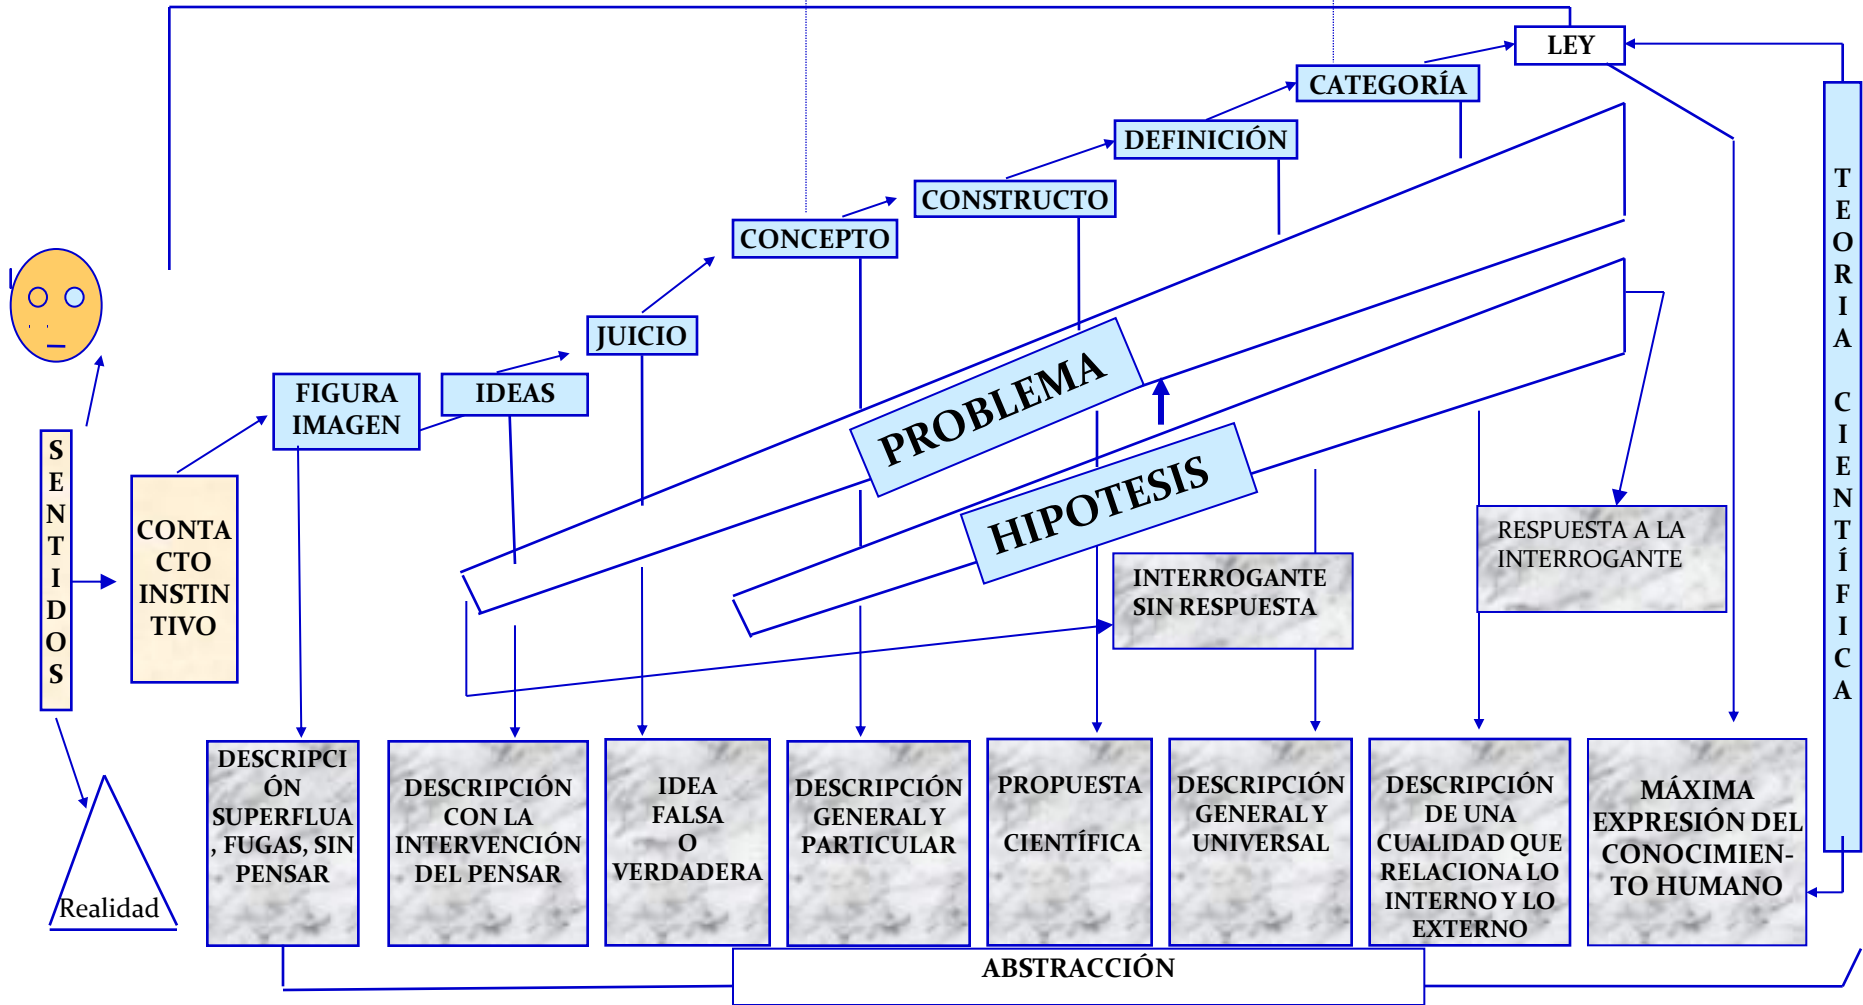 LEY
CATEGORÍA
DEFINICIÓN
CONSTRUCTO
CONCEPTO
JUICIO
IDEAS
FIGURA
IMAGEN
S
E
N
T
I
D
O
S
CONTA
CTO
INSTIN
TIVO
Realidad
PROBLEMA
HIPOTESIS
INTERROGANTE
SIN RESPUESTA
RESPUESTA A LA
INTERROGANTE
T
E
O
R
I
A
C
I
E
N
T
Í
F
I
C
A
DESCRIPCI
ÓN
SUPERFLUA
, FUGAS, SIN
PENSAR
DESCRIPCIÓN
CON LA
INTERVENCIÓN
DEL PENSAR
IDEA
FALSA
O
VERDADERA
DESCRIPCIÓN
GENERAL Y
PARTICULAR
PROPUESTA
CIENTÍFICA
DESCRIPCIÓN
GENERAL Y
UNIVERSAL
DESCRIPCIÓN
DE UNA
CUALIDAD QUE
RELACIONA LO
INTERNO Y LO
EXTERNO
MÁXIMA
EXPRESIÓN DEL
CONOCIMIEN-
TO HUMANO
ABSTRACCIÓN